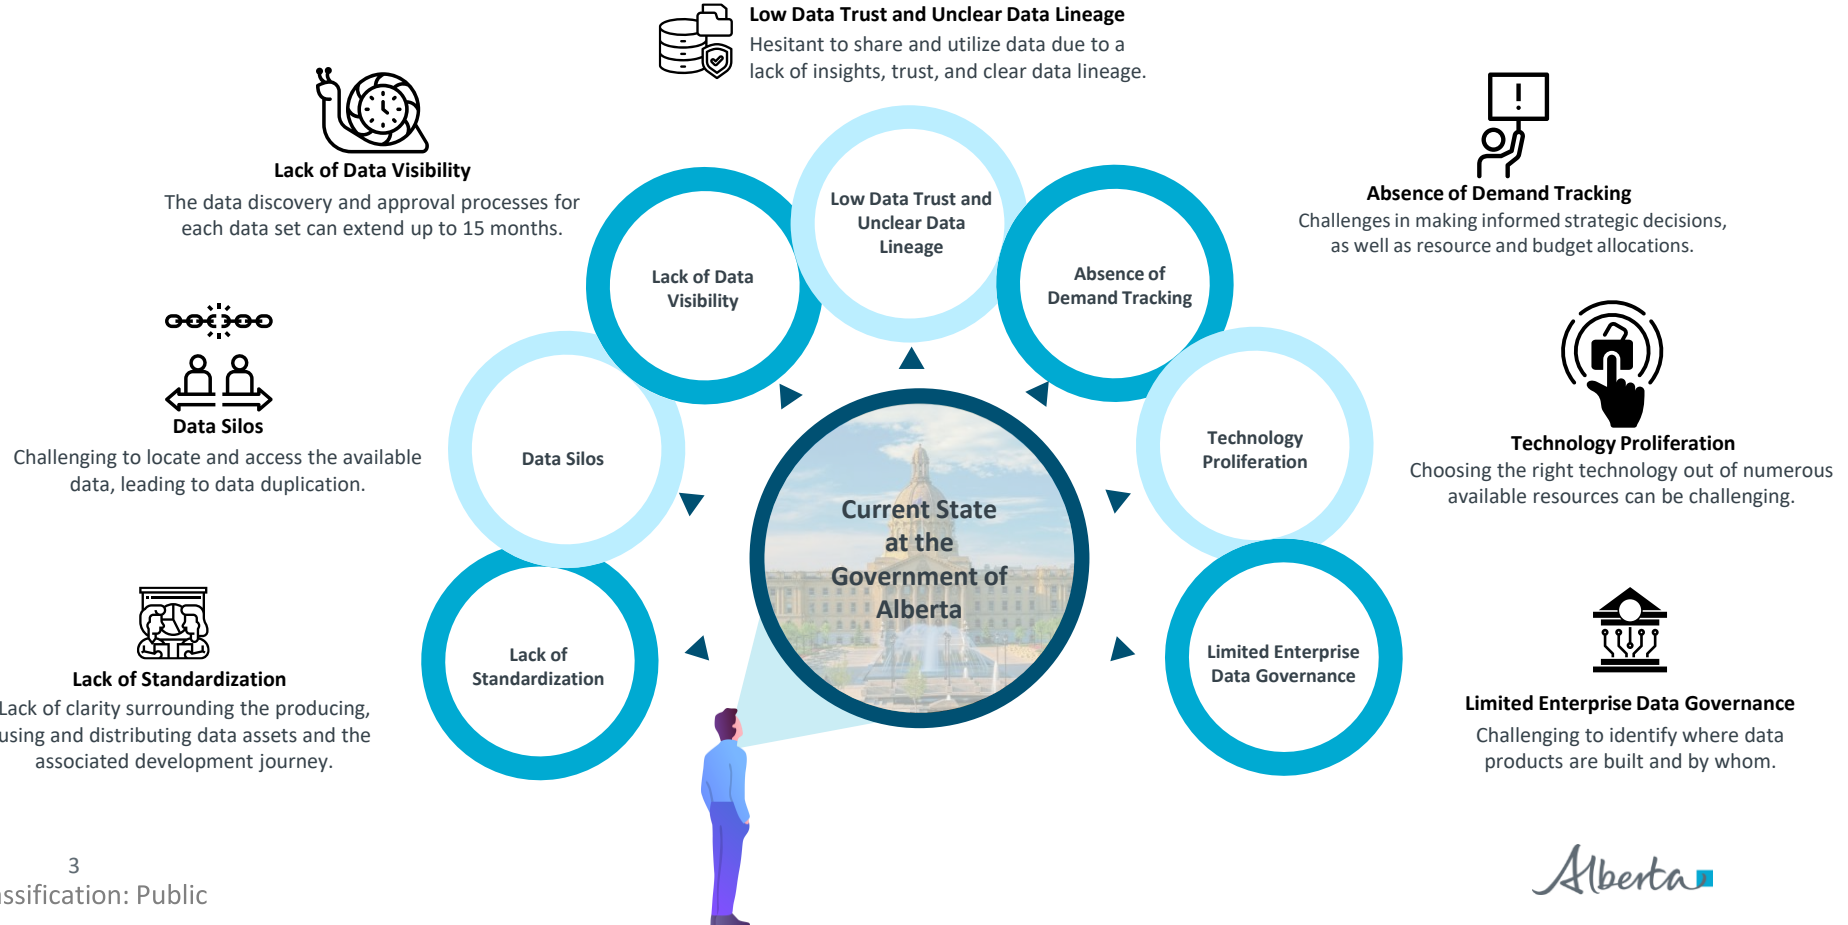 Low Data Trust and Unclear Data Lineage
Hesitant to share and utilize data due to a
lack of insights, trust, and clear data lineage.
Lack of Data Visibility
The data discovery and approval processes for
each data set can extend up to 15 months.
Absence of Demand Tracking
Challenges in making informed strategic decisions,
as well as resource and budget allocations.
Data Silos
Challenging to locate and access the available
data, leading to data duplication.
Technology Proliferation
Choosing the right technology out of numerous
available resources can be challenging.
Lack of Standardization
Lack of clarity surrounding the producing,
using and distributing data assets and the
associated development journey.
Limited Enterprise Data Governance
Challenging to identify where data
products are built and by whom.
Low Data Trust and
Unclear Data
Lineage
Lack of Data
Visibility
Absence of
Demand Tracking
Data Silos
Technology
Proliferation
Lack of
Standardization
Limited Enterprise
Data Governance
Current State
at the
Government of
Alberta
3
assification: Public
Alberta